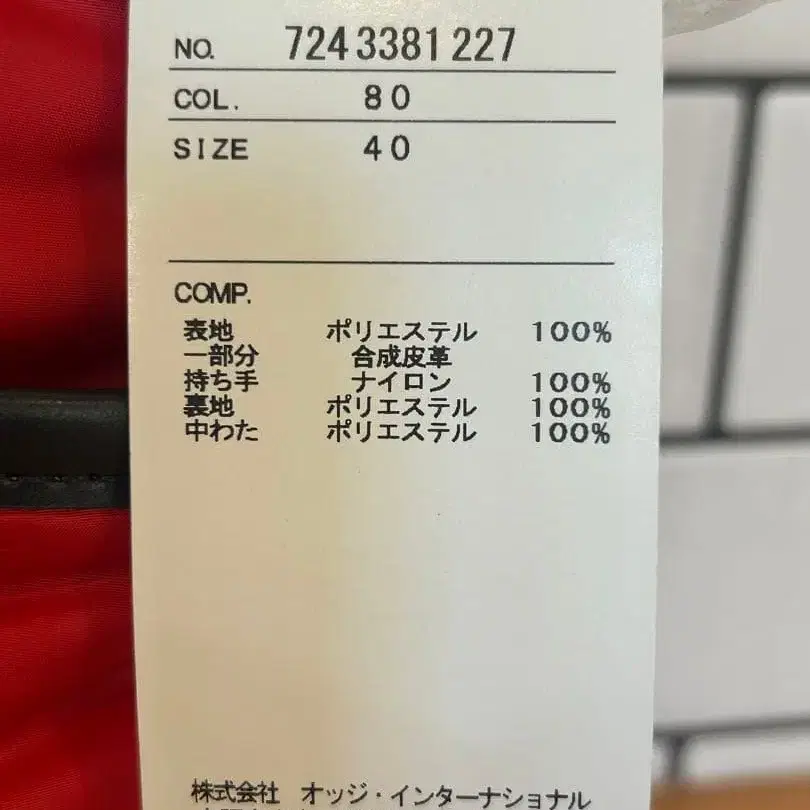 NO. 7243381227
COL. 80
SIZE 40
COMP.
表地 ポリエステル 100%
一部分 合成皮革
持ち手 ナイロン 100%
裏地 ポリエステル 100%
中わた ポリエステル 100%
株式会社 オッジ・インターナショナル